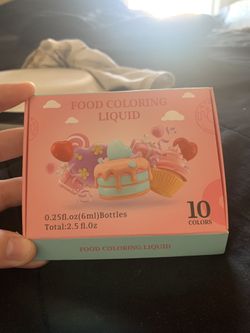 FOOD COLORING
LIQUID
0.25fl.oz(6ml)Bottles
Total:2.5 fl.Oz
10
COLORS
FOOD COLORING LIQUID